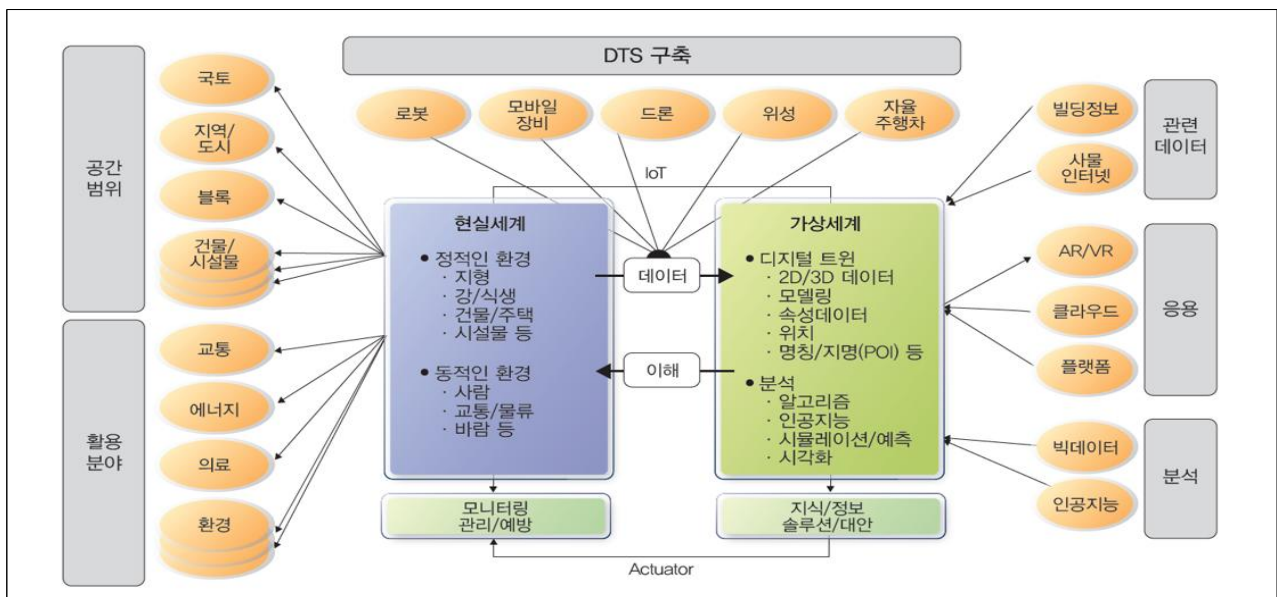 DTS 구축
로봇
모바일
장비
드론
위성
자율
주행차
IoT
공간
범위
국토
지역/
도시
블록
건물/
시설물
활용
분야
교통
에너지
의료
환경
현실세계
● 정적인 환경
· 지형
· 강/식생
· 건물/주택
· 시설물 등
● 동적인 환경
· 사람
· 교통/물류
· 바람 등
데이터
이해
가상세계
● 디지털 트윈
· 2D/3D 데이터
· 모델링
· 속성데이터
· 위치
· 명칭/지명(POI) 등
● 분석
· 알고리즘
· 인공지능
· 시뮬레이션/예측
· 시각화
모니터링
관리/예방
지식/정보
솔루션/대안
Actuator
빌딩정보
사물
인터넷
관련
데이터
AR/VR
클라우드
플랫폼
응용
빅데이터
인공지능
분석